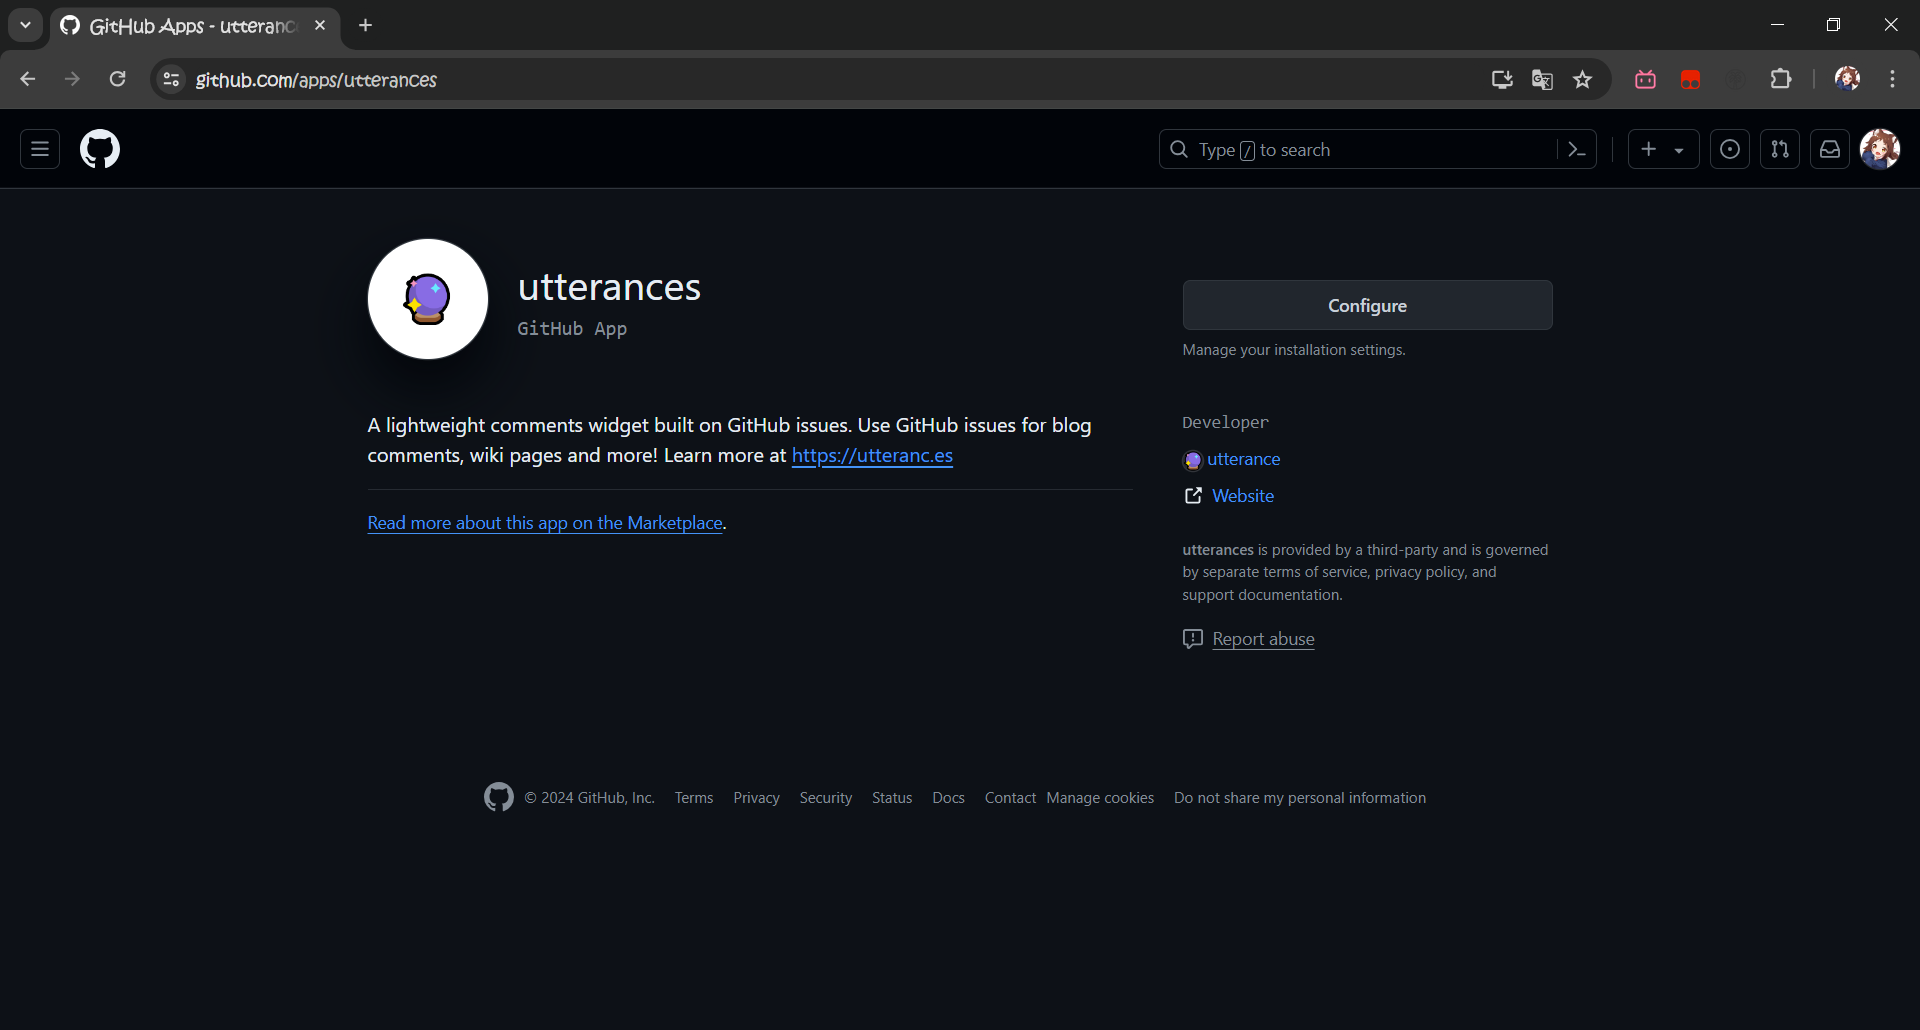 GitHub Apps - utteranc
github.com/apps/utterances
Type / to search
utterances
GitHub App
Configure
Manage your installation settings.
A lightweight comments widget built on GitHub issues. Use GitHub issues for blog
comments, wiki pages and more! Learn more at https://utteranc.es
Read more about this app on the Marketplace.
Developer
utterance
Website
utterances is provided by a third-party and is governed
by separate terms of service, privacy policy, and
support documentation.
Report abuse
© 2024 GitHub, Inc. Terms Privacy Security Status Docs Contact Manage cookies Do not share my personal information